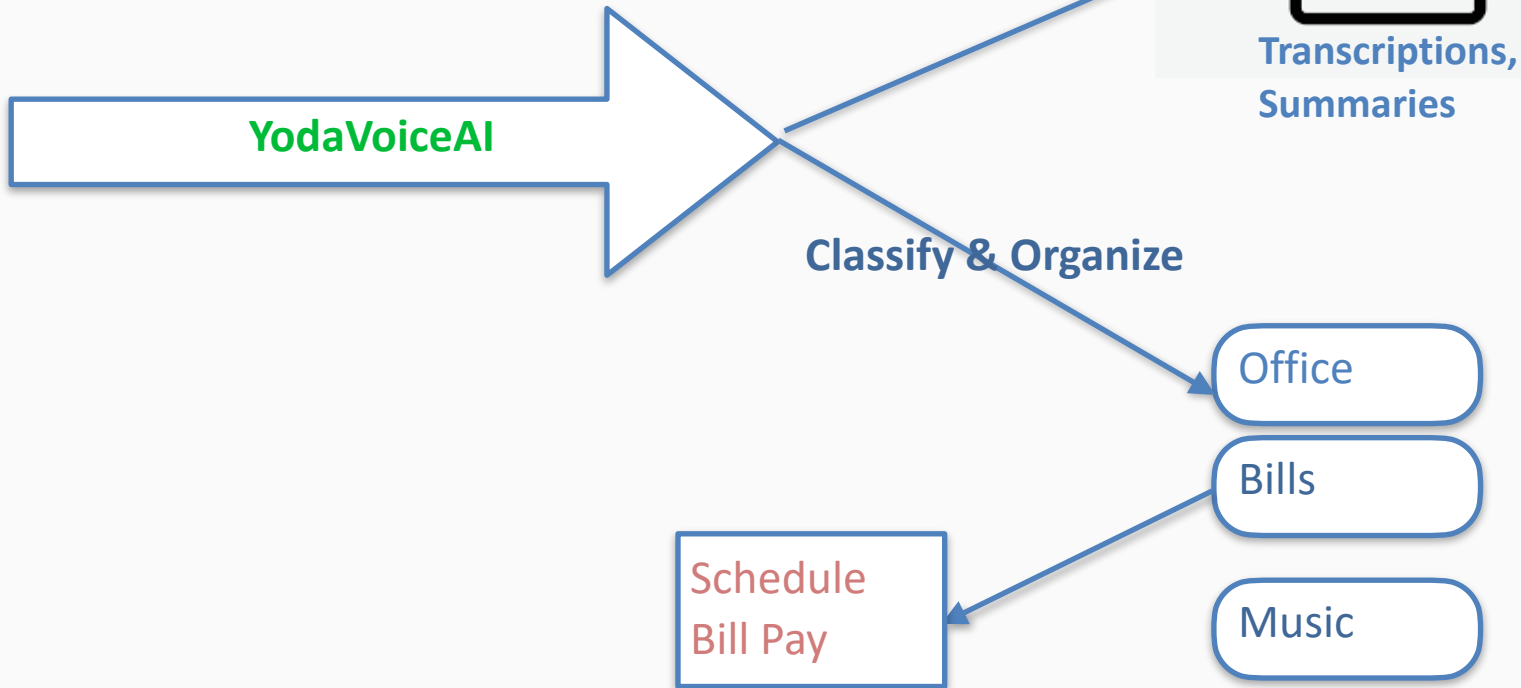 Transcriptions,
Summaries
YodaVoiceAI
Classify & Organize
Office
Bills
Schedule
Bill Pay
Music